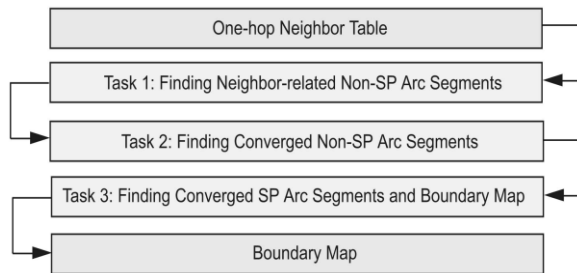 One-hop Neighbor Table
Task 1: Finding Neighbor-related Non-SP Arc Segments
Task 2: Finding Converged Non-SP Arc Segments
Task 3: Finding Converged SP Arc Segments and Boundary Map
Boundary Map